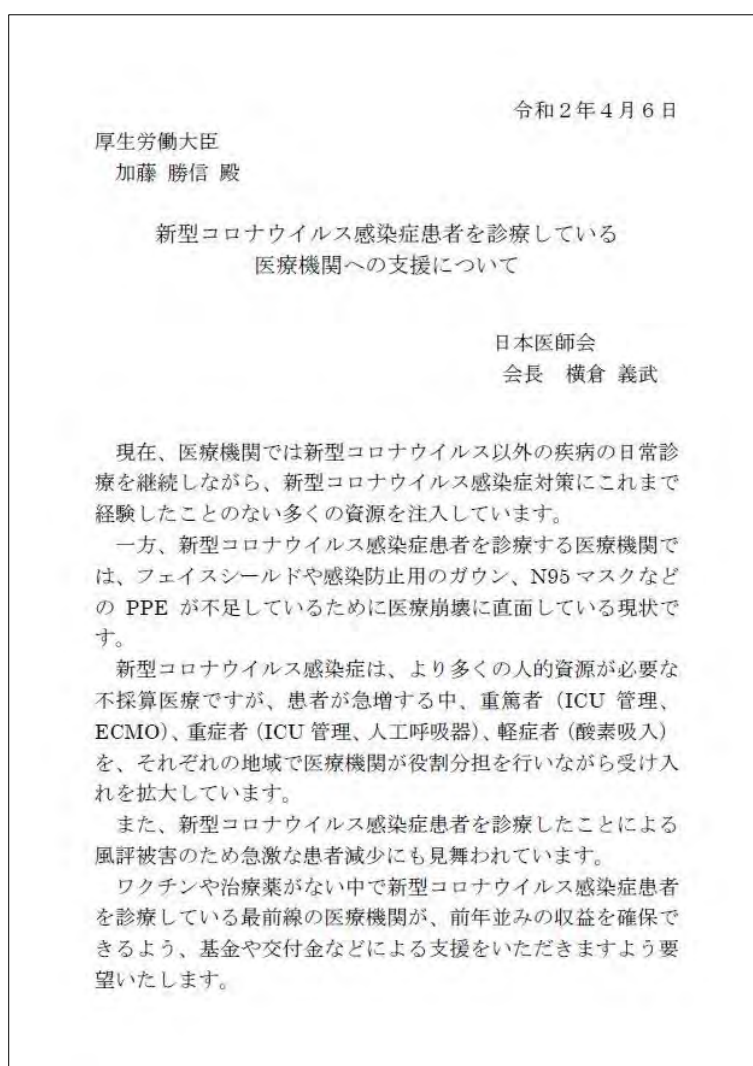 令和２年４月６日
厚生労働大臣
加藤 勝信 殿
新型コロナウイルス感染症患者を診療している
医療機関への支援について
日本医師会
会長　横倉 義武
現在、医療機関では新型コロナウイルス以外の疾病の日常診
療を継続しながら、新型コロナウイルス感染症対策にこれまで
経験したことのない多くの資源を注入しています。
一方、新型コロナウイルス感染症患者を診療する医療機関で
は、フェイスシールドや感染防止用のガウン、N95 マスクなど
の PPE が不足しているために医療崩壊に直面している現状で
す。
新型コロナウイルス感染症は、より多くの人的資源が必要な
不採算医療ですが、患者が急増する中、重篤者（ICU 管理、
ECMO）、重症者（ICU 管理、人工呼吸器）、軽症者（酸素吸入）
を、それぞれの地域で医療機関が役割分担を行いながら受け入
れを拡大しています。
また、新型コロナウイルス感染症患者を診療したことによる
風評被害のため急激な患者減少にも見舞われています。
ワクチンや治療薬がない中で新型コロナウイルス感染症患者
を診療している最前線の医療機関が、前年並みの収益を確保で
きるよう、基金や交付金などによる支援をいただきますよう要
望いたします。